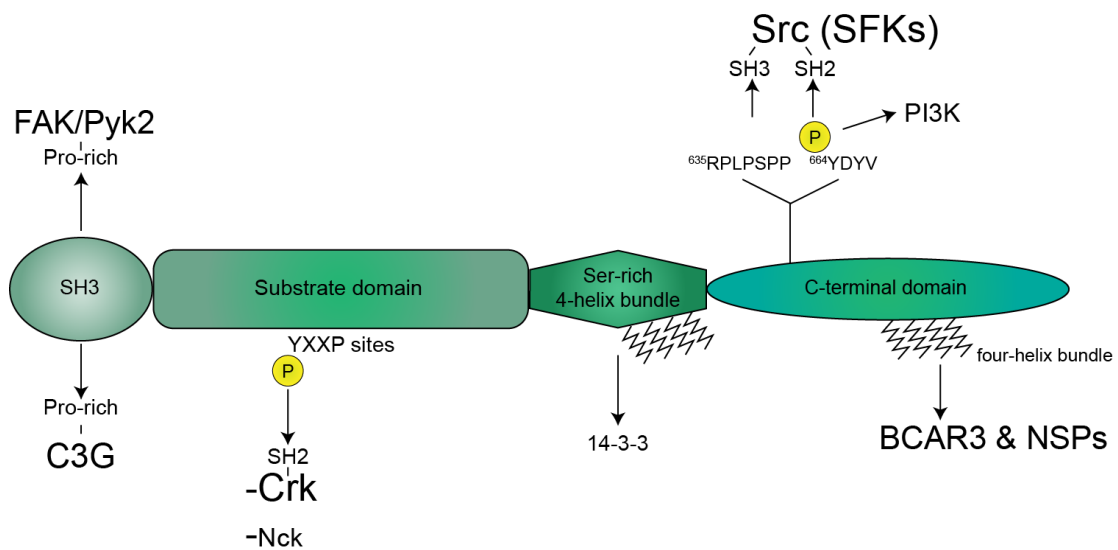 Src (SFKs)
SH3 SH2
FAK/Pyk2
PI3K
P
Pro-rich
635RPLPSPP 664YDYV
SH3
Substrate domain
Ser-rich
4-helix bundle
C-terminal domain
YXXP sites
four-helix bundle
P
Pro-rich
C3G
SH2
-Crk
-Nck
14-3-3
BCAR3 & NSPs